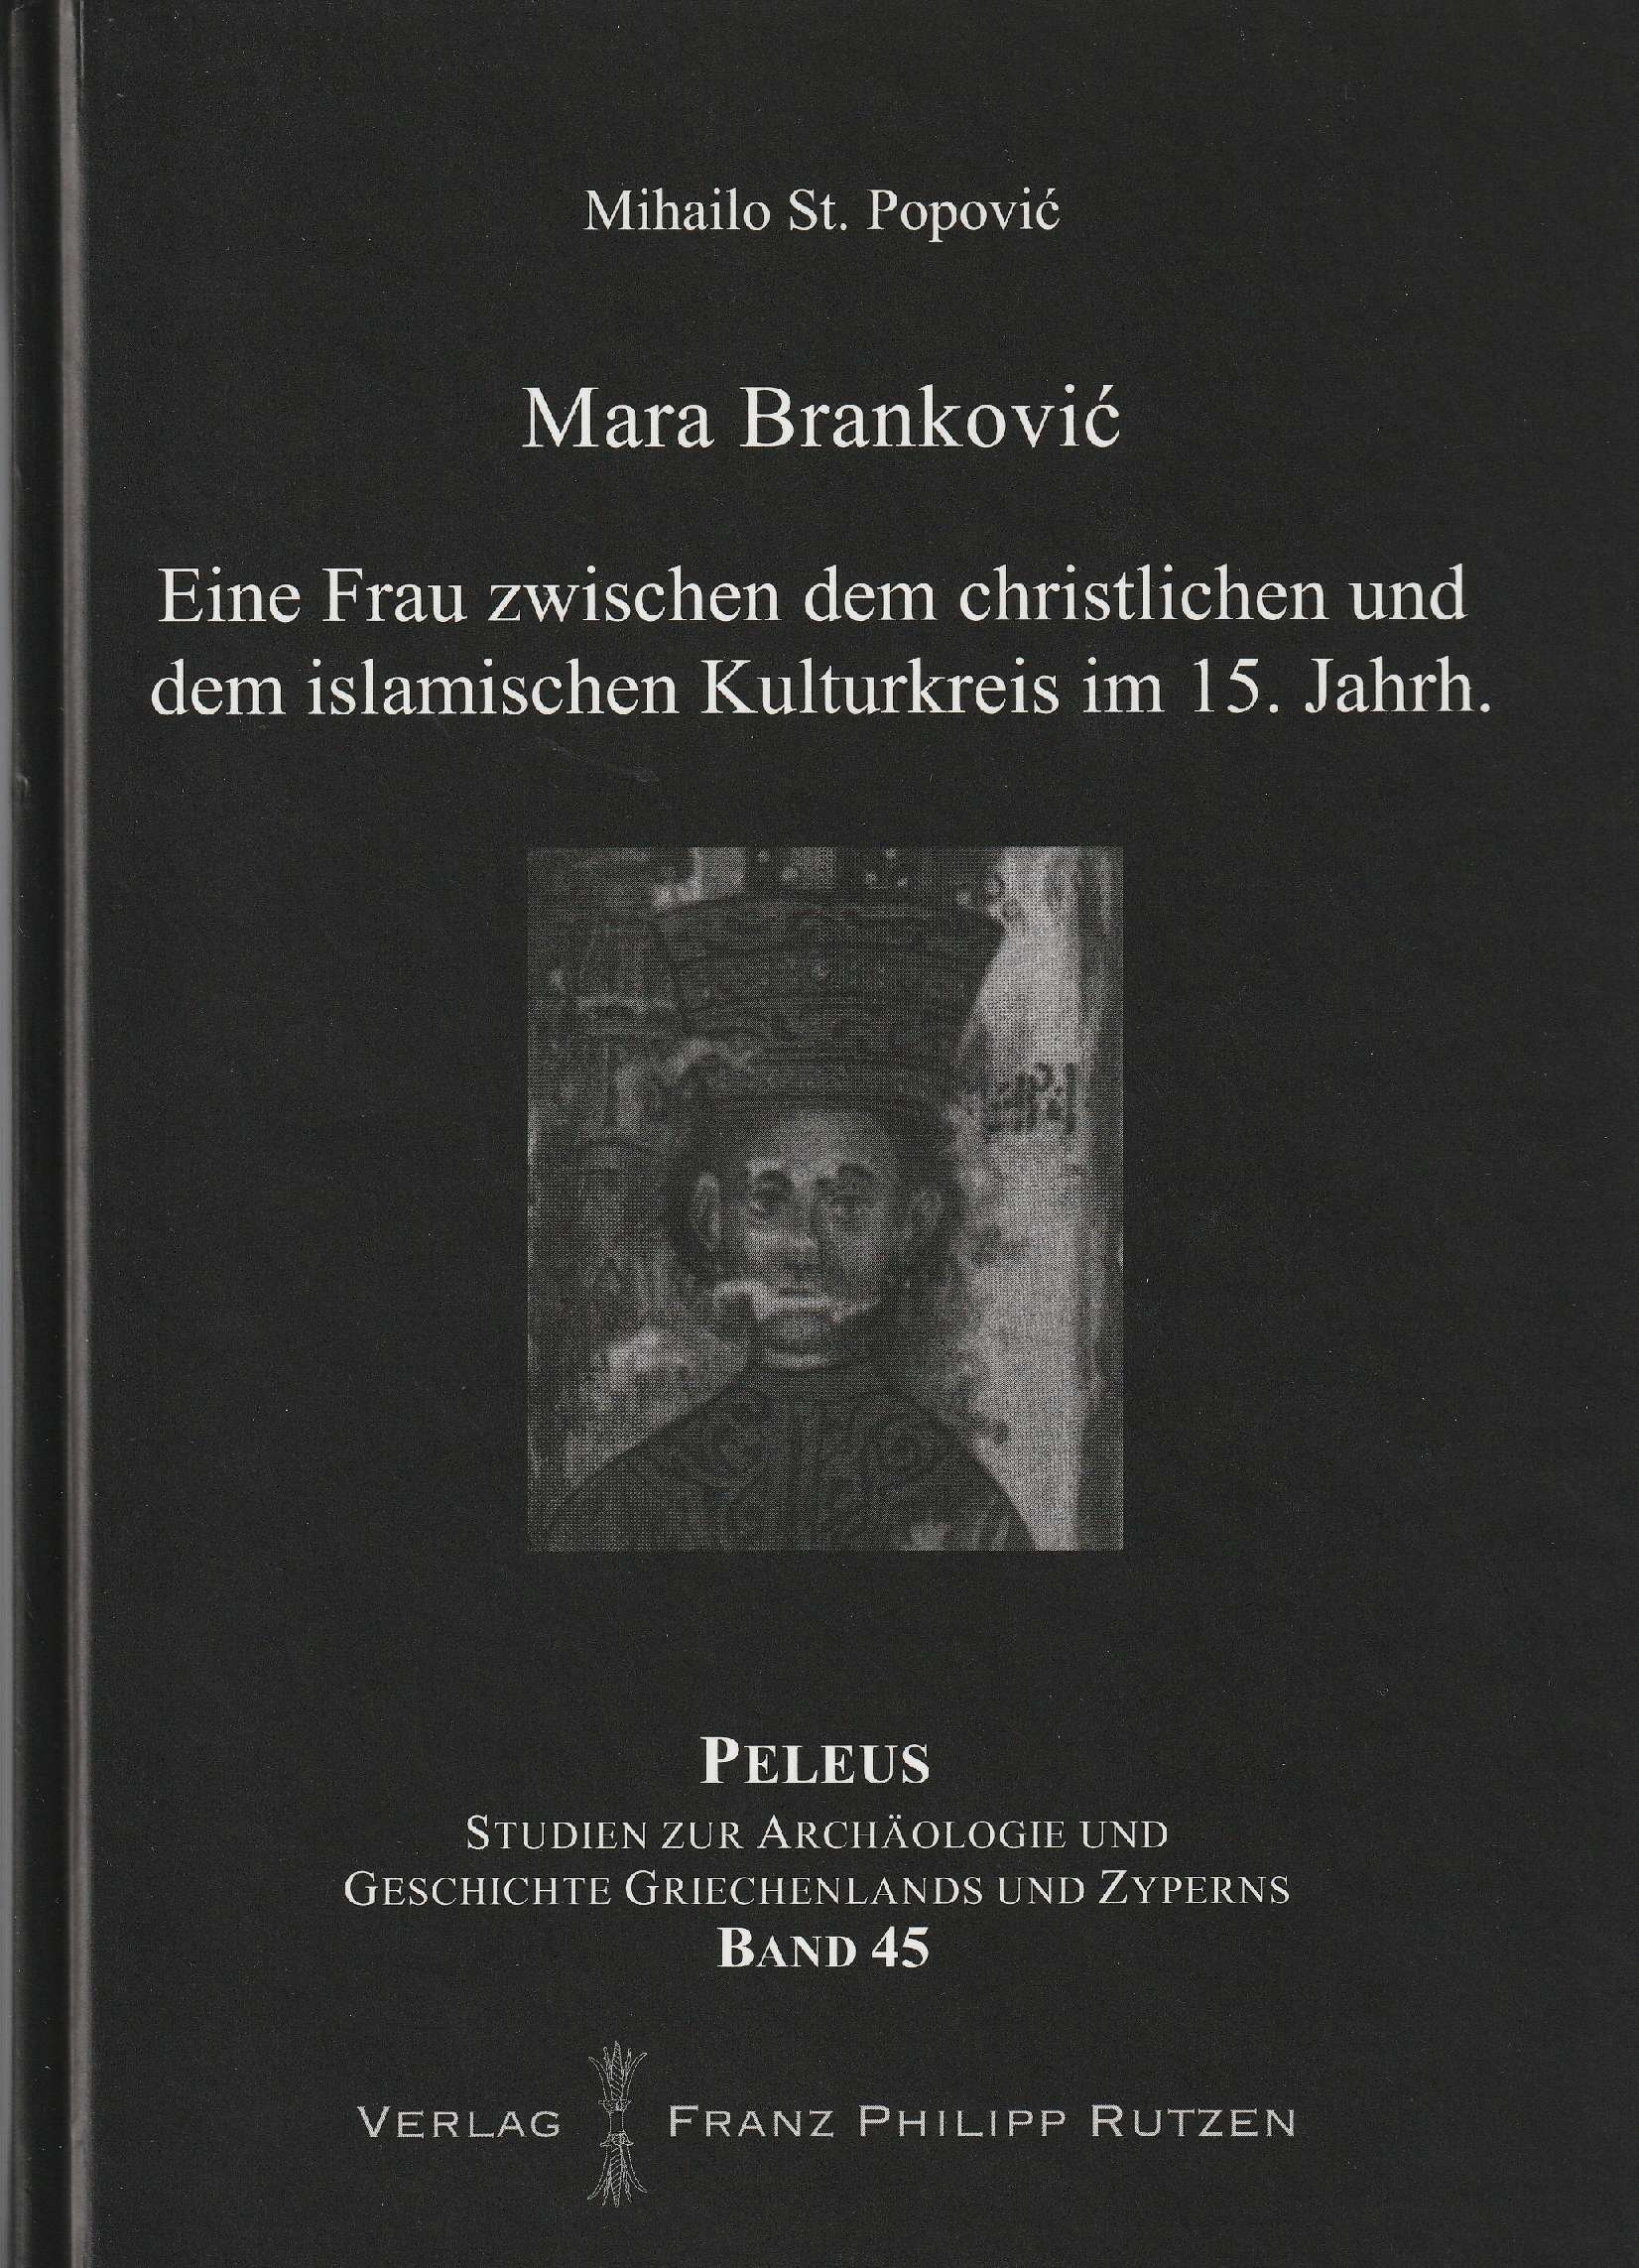 Mihailo St. Popović
Mara Branković
Eine Frau zwischen dem christlichen und
dem islamischen Kulturkreis im 15. Jahrh.
PELEUS
STUDIEN ZUR ARCHÄOLOGIE UND
GESCHICHTE GRIECHENLANDS UND ZYPERNS
BAND 45
VERLAG FRANZ PHILIPP RUTZEN